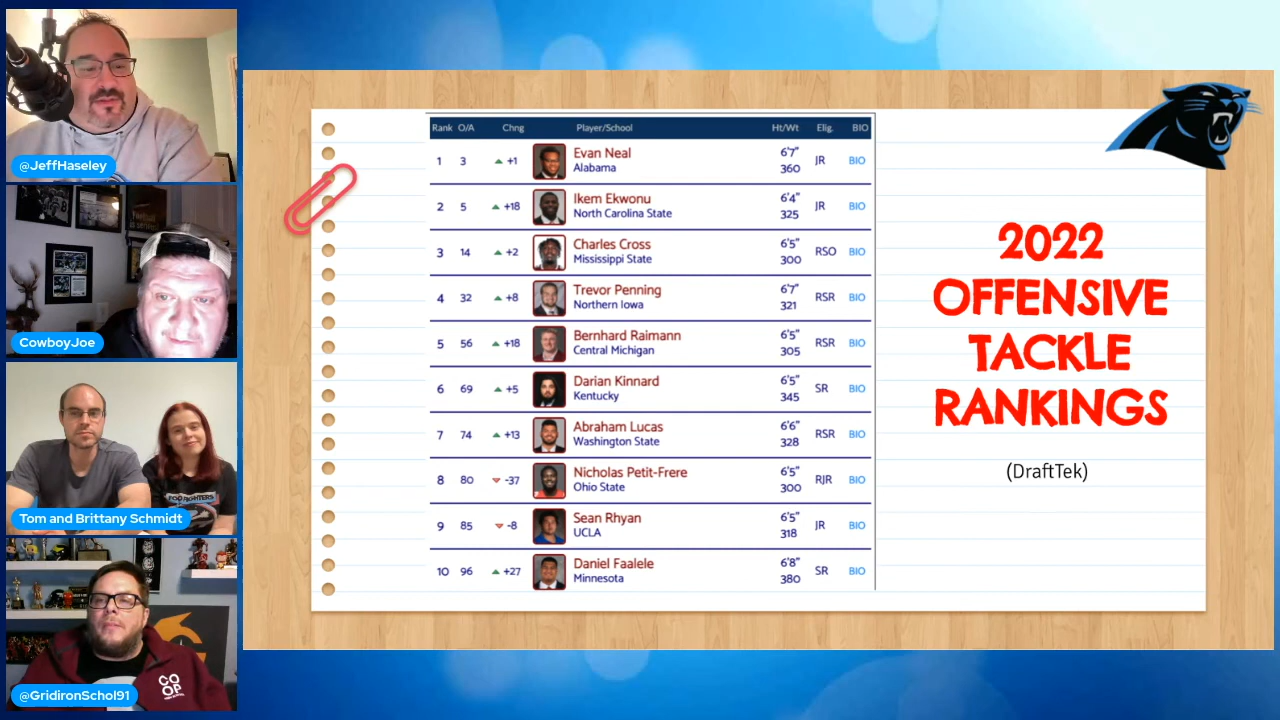 @JeffHaseley
CowboyJoe
FOO FIGHTERS
Tom and Brittany Schmidt
CO
OP
@GridironSchol91
Rank O/A Chng Player/School Ht/Wt Elig. BIO
1 3 +1 Evan Neal 6'7" JR BIO
Alabama 360
2 5 +18 Ikem Ekwonu 6'4" JR BIO
North Carolina State 325
3 14 +2 Charles Cross 6'5" RSO BIO
Mississippi State 300
4 32 +8 Trevor Penning 6'7" RSR BIO
Northern Iowa 321
5 56 +18 Bernhard Raimann 6'5" RSR BIO
Central Michigan 305
6 69 +5 Darian Kinnard 6'5" SR BIO
Kentucky 345
7 74 +13 Abraham Lucas 6'6" RSR BIO
Washington State 328
8 80 -37 Nicholas Petit-Frere 6'5" RJR BIO
Ohio State 300
9 85 -8 Sean Rhyan 6'5" JR BIO
UCLA 318
10 96 +27 Daniel Faalele 6'8" SR BIO
Minnesota 380
2022
OFFENSIVE
TACKLE
RANKINGS
(DraftTek)